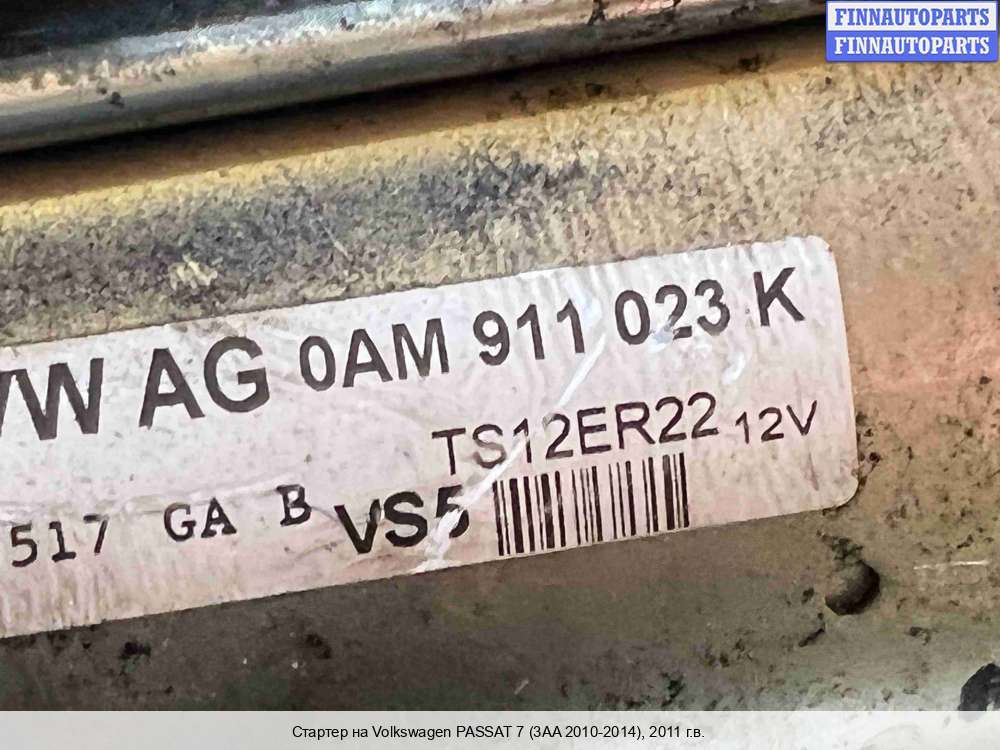 FINNAUTOPARTS
FINNAUTOPARTS
VW AG 0AM 911 023 K
TS12ER22 12V
517 GA B VS5
Стартер на Volkswagen PASSAT 7 (3AA 2010-2014), 2011 г.в.